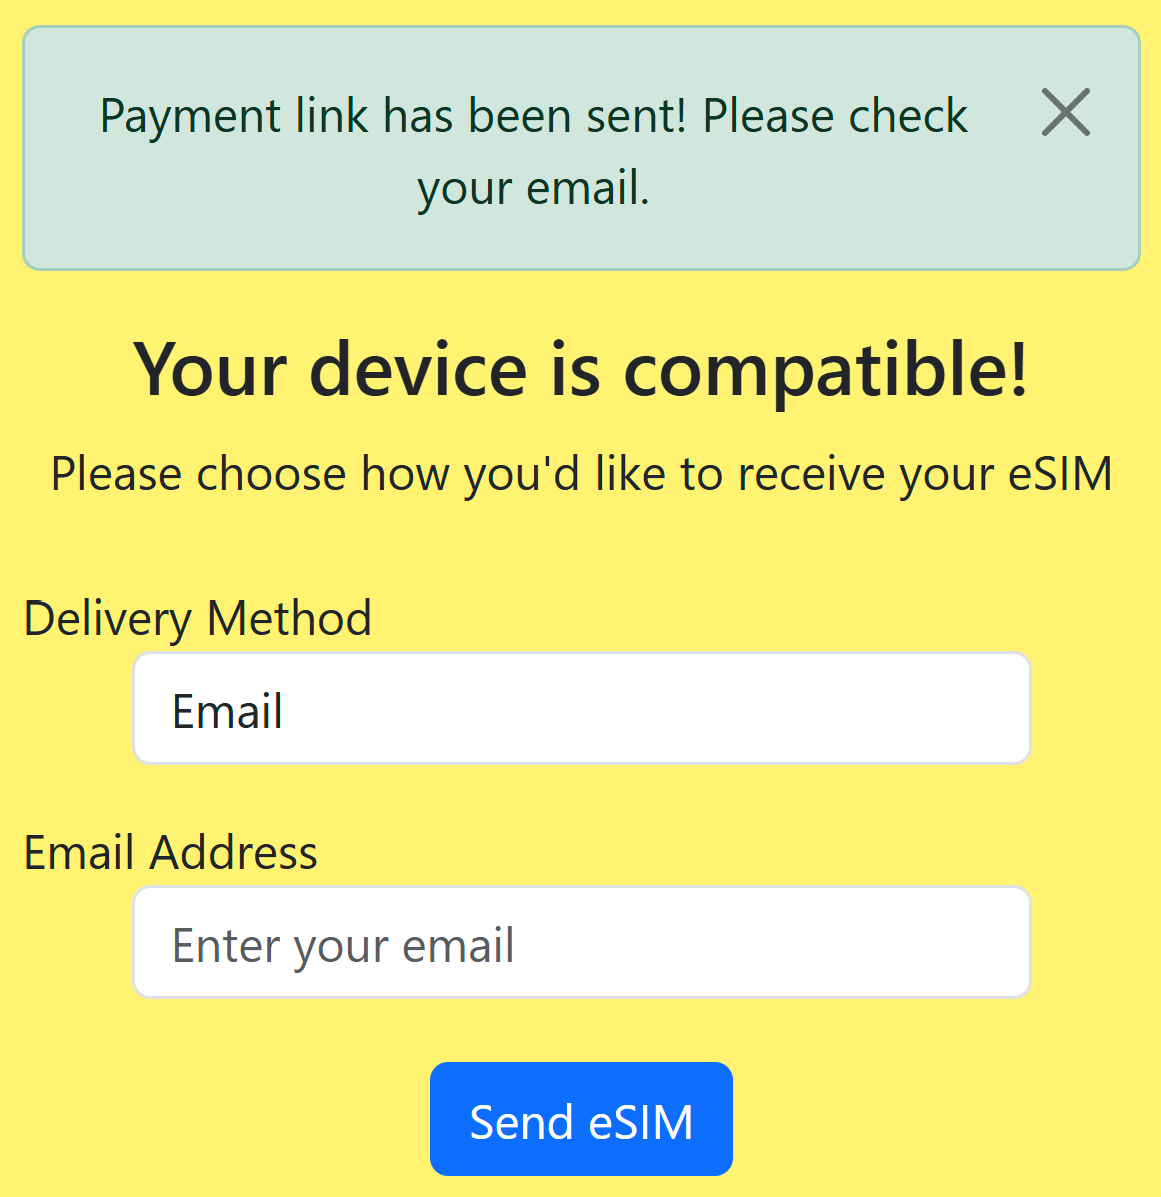 Payment link has been sent! Please check
your email.
Your device is compatible!
Please choose how you'd like to receive your eSIM
Delivery Method
Email
Email Address
Enter your email
Send eSIM